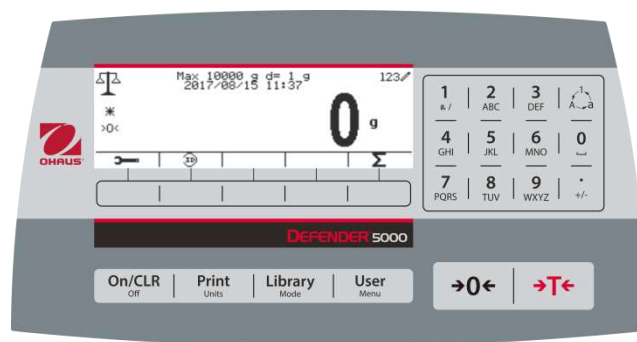 Max 10000 g d= 1 g
2017/08/15 11:37
123
>0<
0 g
ID
Σ
OHAUS
DEFENDER 5000
On/CLR
Off
Print
Units
Library
Mode
User
Menu
1
&, /
2
ABC
3
DEF
1
A a
4
GHI
5
JKL
6
MNO
0
7
PQRS
8
TUV
9
WXYZ
.
+/-
→0←
→T←